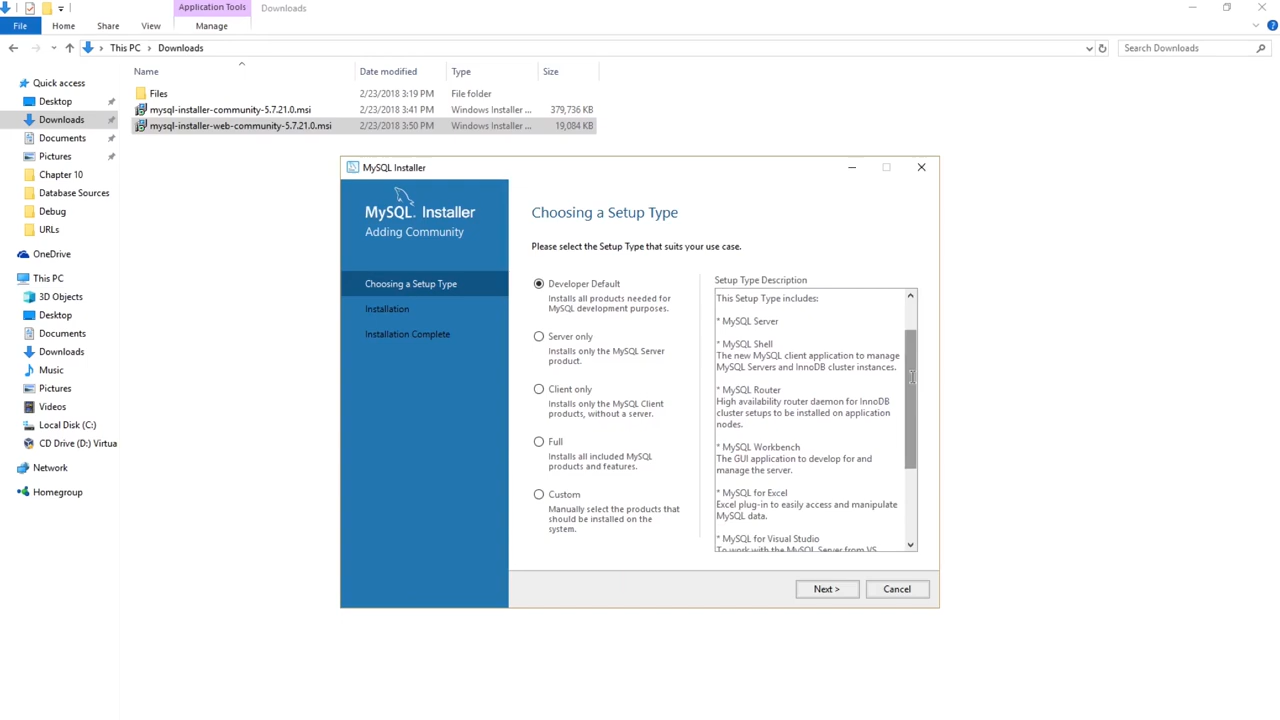 Application Tools
Downloads
File
Home
Share
View
Manage
This PC
Downloads
Search Downloads
Name
Date modified
Type
Size
Files
2/23/2018 3:19 PM
File folder
mysql-installer-community-5.7.21.0.msi
2/23/2018 3:41 PM
Windows Installer ...
379,736 KB
mysql-installer-web-community-5.7.21.0.msi
2/23/2018 3:50 PM
Windows Installer ...
19,084 KB
Quick access
Desktop
Downloads
Documents
Pictures
Chapter 10
Database Sources
Debug
URLs
OneDrive
This PC
3D Objects
Desktop
Documents
Downloads
Music
Pictures
Videos
Local Disk (C:)
CD Drive (D:) Virtua
Network
Homegroup
MySQL Installer
MySQL. Installer
Adding Community
Choosing a Setup Type
Installation
Installation Complete
Choosing a Setup Type
Please select the Setup Type that suits your use case.
Developer Default
Installs all products needed for
MySQL development purposes.
Server only
Installs only the MySQL Server
product.
Client only
Installs only the MySQL Client
products, without a server.
Full
Installs all included MySQL
products and features.
Custom
Manually select the products that
should be installed on the
system.
Setup Type Description
This Setup Type includes:
* MySQL Server
* MySQL Shell
The new MySQL client application to manage
MySQL Servers and InnoDB cluster instances.
* MySQL Router
High availability router daemon for InnoDB
cluster setups to be installed on application
nodes.
* MySQL Workbench
The GUI application to develop for and
manage the server.
* MySQL for Excel
Excel plug-in to easily access and manipulate
MySQL data.
* MySQL for Visual Studio
To work with the MySQL Server from VS
Next >
Cancel